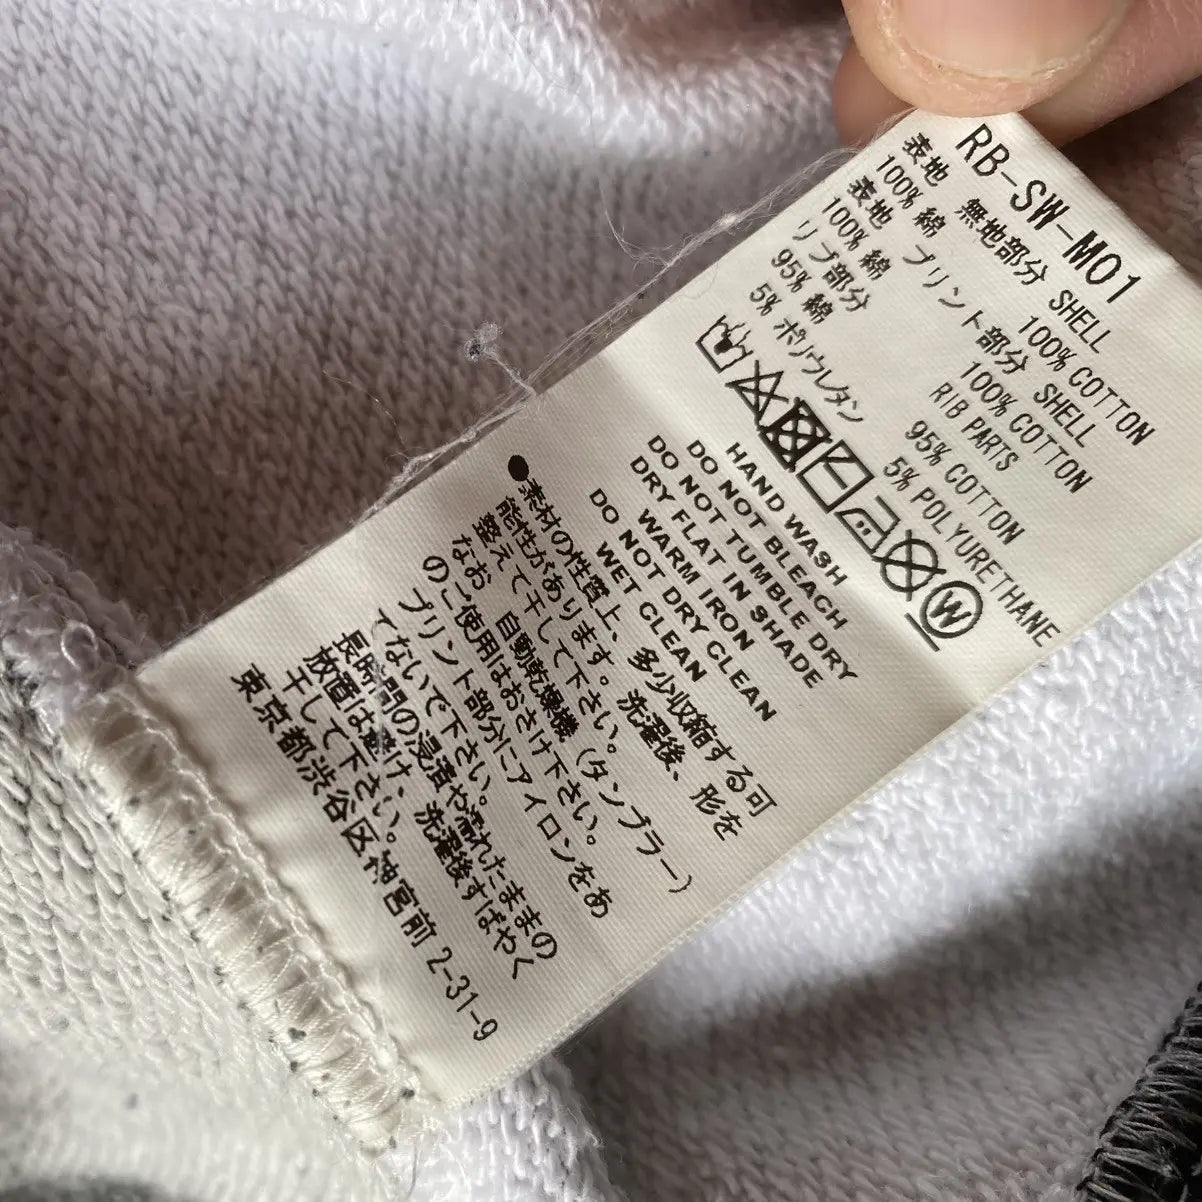 RB-SW-M01
表地 無地部分 SHELL
100% 綿 100% COTTON
表地 プリント部分 SHELL
100% 綿 100% COTTON
リブ部分 RIB PARTS
95% 綿 95% COTTON
5% ポリウレタン 5% POLYURETHANE
W
HAND WASH
DO NOT BLEACH
DO NOT TUMBLE DRY
DRY FLAT IN SHADE
WARM IRON
WET CLEAN
DO NOT DRY CLEAN
●素材の性質上、多少収縮する可
能性があります。洗濯後、形を
整えて干して下さい。
なお、自動乾燥機(タンブラー)
のご使用はおさけ下さい。
プリント部分にアイロンをあ
てないで下さい。
長時間の浸漬や濡れたままの
放置は避け、洗濯後すばやく
干して下さい。
東京都渋谷区神宮前 2-31-9